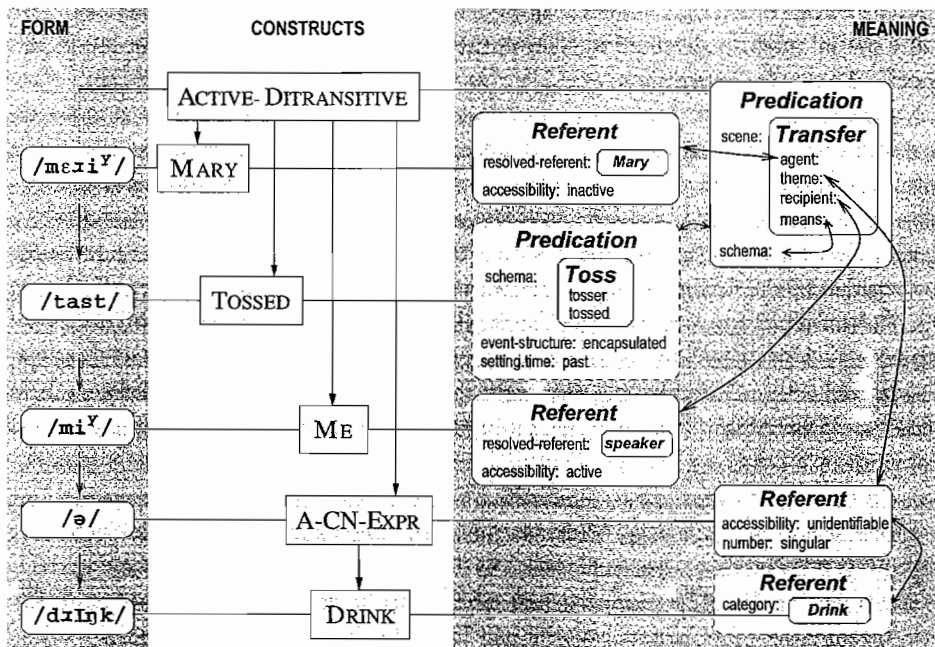 FORM
CONSTRUCTS
MEANING
ACTIVE-DITRANSITIVE
/mɛɹiʸ/
MARY
/tast/
TOSSED
/miʸ/
ME
/ə/
A-CN-EXPR
/dɹɪŋk/
DRINK
Referent
resolved-referent: Mary
accessibility: inactive
Predication
scene: Transfer
agent:
theme:
recipient:
means:
schema:
Predication
schema: Toss
tosser
tossed
event-structure: encapsulated
setting.time: past
Referent
resolved-referent: speaker
accessibility: active
Referent
accessibility: unidentifiable
number: singular
Referent
category: Drink